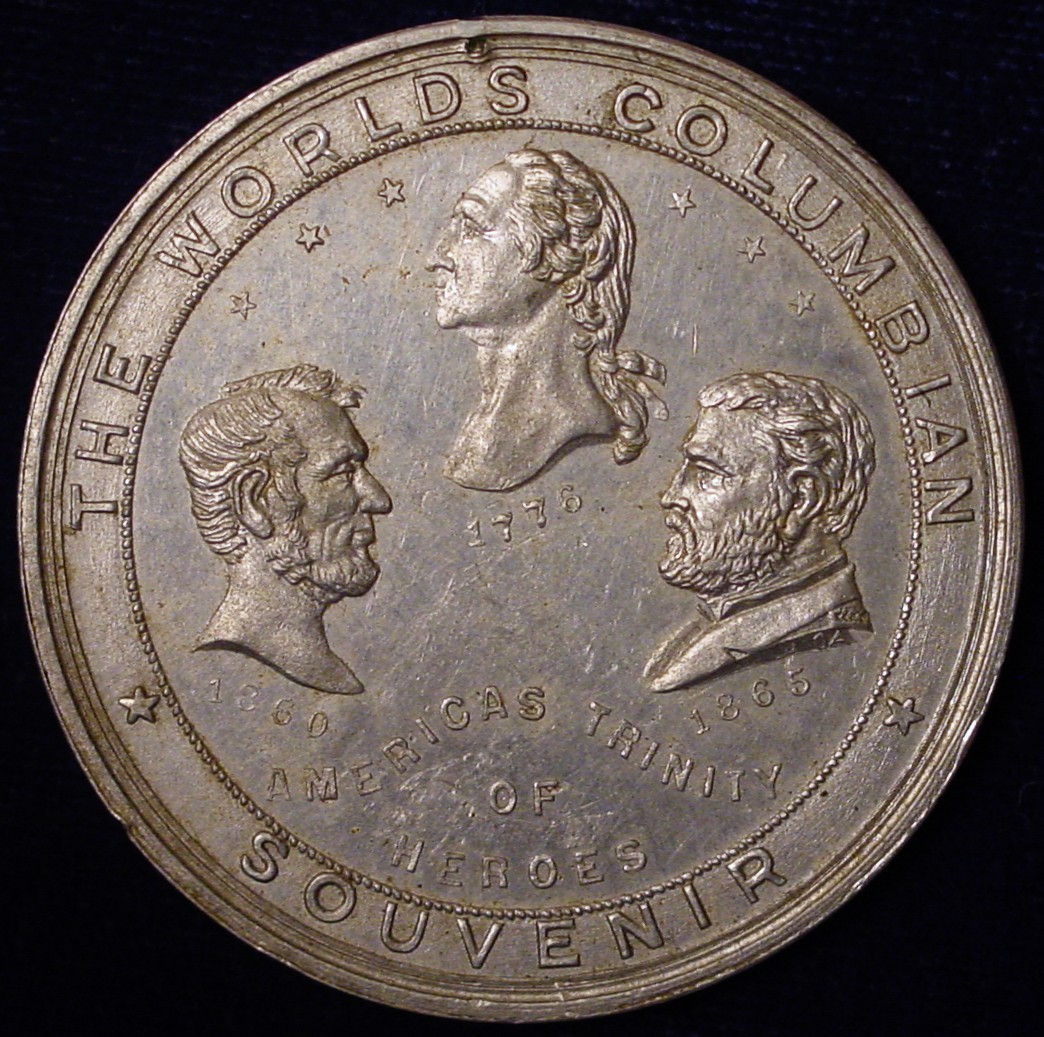 THE WORLDS COLUMBIAN
1776
1860
1865
AMERICAS TRINITY
OF
HEROES
SOUVENIR